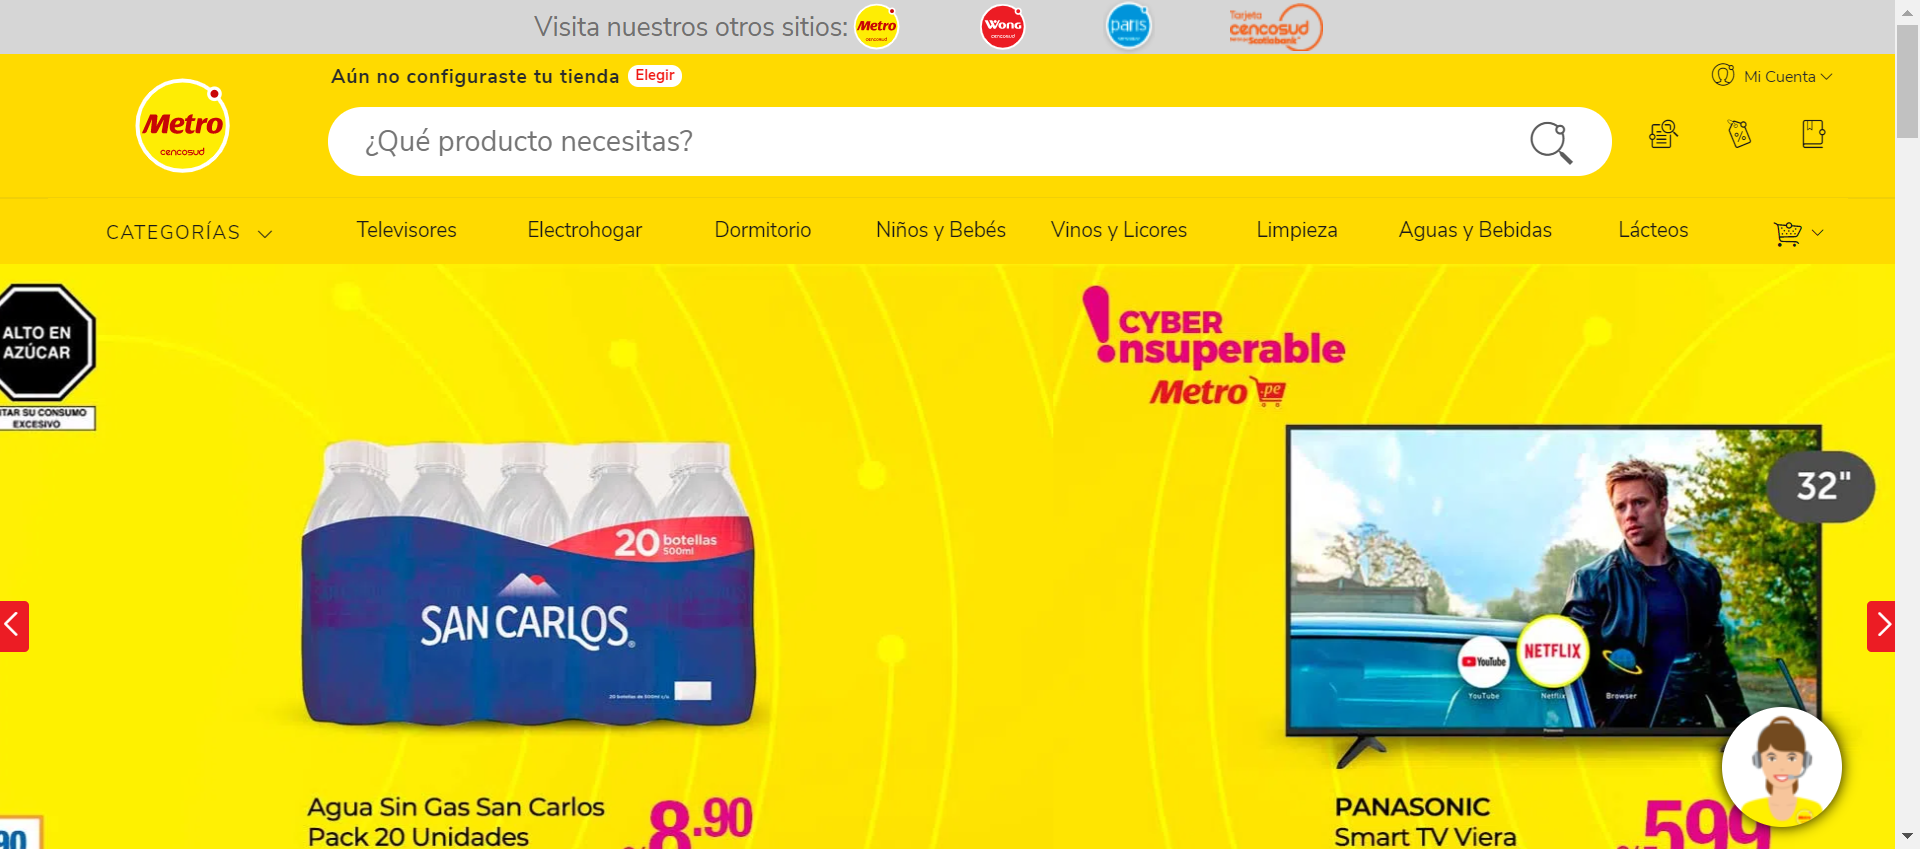 Visita nuestros otros sitios:
Metro
cencosud
Wong
cencosud
paris
Tarjeta
cencosud
Scotiabank
Aún no configuraste tu tienda
Elegir
Mi Cuenta
Metro
cencosud
¿Qué producto necesitas?
CATEGORÍAS
Televisores
Electrohogar
Dormitorio
Niños y Bebés
Vinos y Licores
Limpieza
Aguas y Bebidas
Lácteos
ALTO EN
AZÚCAR
TAR SU CONSUMO
EXCESIVO
CYBER
nsuperable
Metro .pe
20 botellas
500ml
SAN CARLOS®
32"
YouTube
NETFLIX
YouTube
Netflix
Browser
Panasonic
Agua Sin Gas San Carlos
Pack 20 Unidades
8.90
PANASONIC
Smart TV Viera
599
90